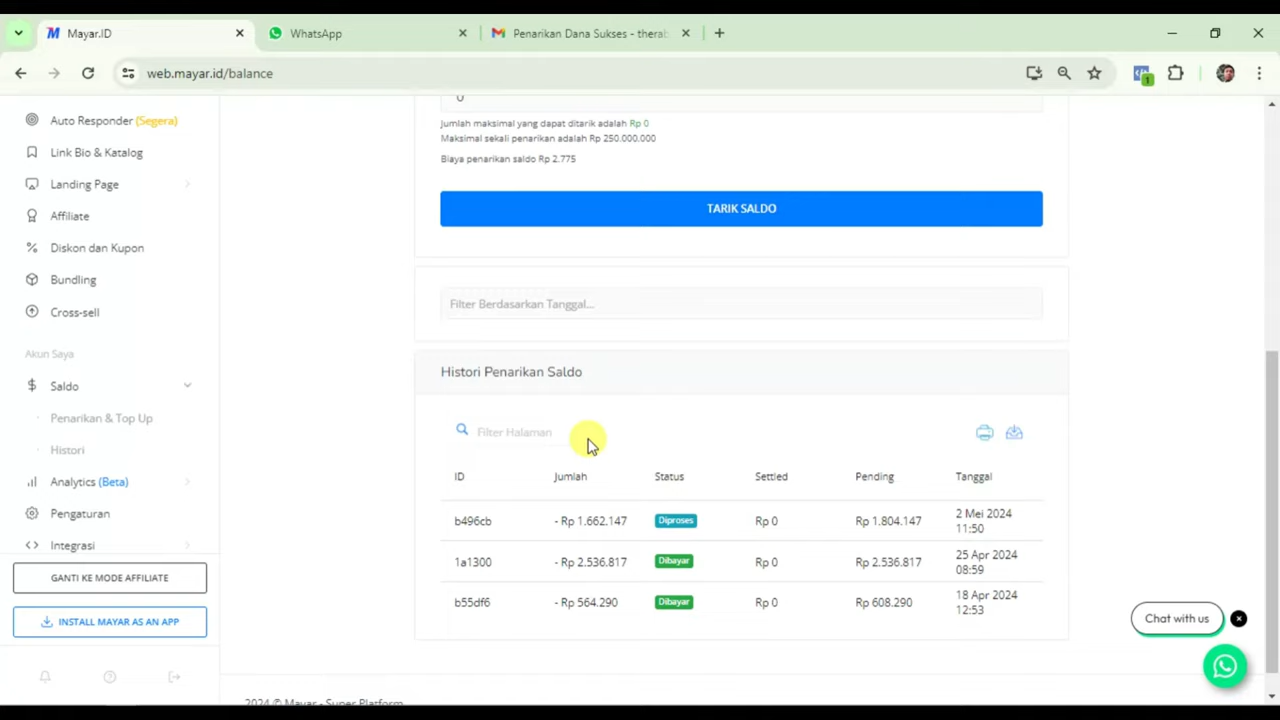 Mayar.ID
WhatsApp
Penarikan Dana Sukses - therab
web.mayar.id/balance
1
Auto Responder (Segera)
Link Bio & Katalog
Landing Page
Affiliate
Diskon dan Kupon
Bundling
Cross-sell
Akun Saya
Saldo
Penarikan & Top Up
Histori
Analytics (Beta)
Pengaturan
Integrasi
GANTI KE MODE AFFILIATE
INSTALL MAYAR AS AN APP
0
Jumlah maksimal yang dapat ditarik adalah Rp 0
Maksimal sekali penarikan adalah Rp 250.000.000
Biaya penarikan saldo Rp 2.775
TARIK SALDO
Filter Berdasarkan Tanggal...
Histori Penarikan Saldo
Filter Halaman
ID Jumlah Status Settled Pending Tanggal
b496cb - Rp 1.662.147 Diproses Rp 0 Rp 1.804.147 2 Mei 2024
11:50
1a1300 - Rp 2.536.817 Dibayar Rp 0 Rp 2.536.817 25 Apr 2024
08:59
b55df6 - Rp 564.290 Dibayar Rp 0 Rp 608.290 18 Apr 2024
12:53
Chat with us
2024 © Mayar - Super Platform